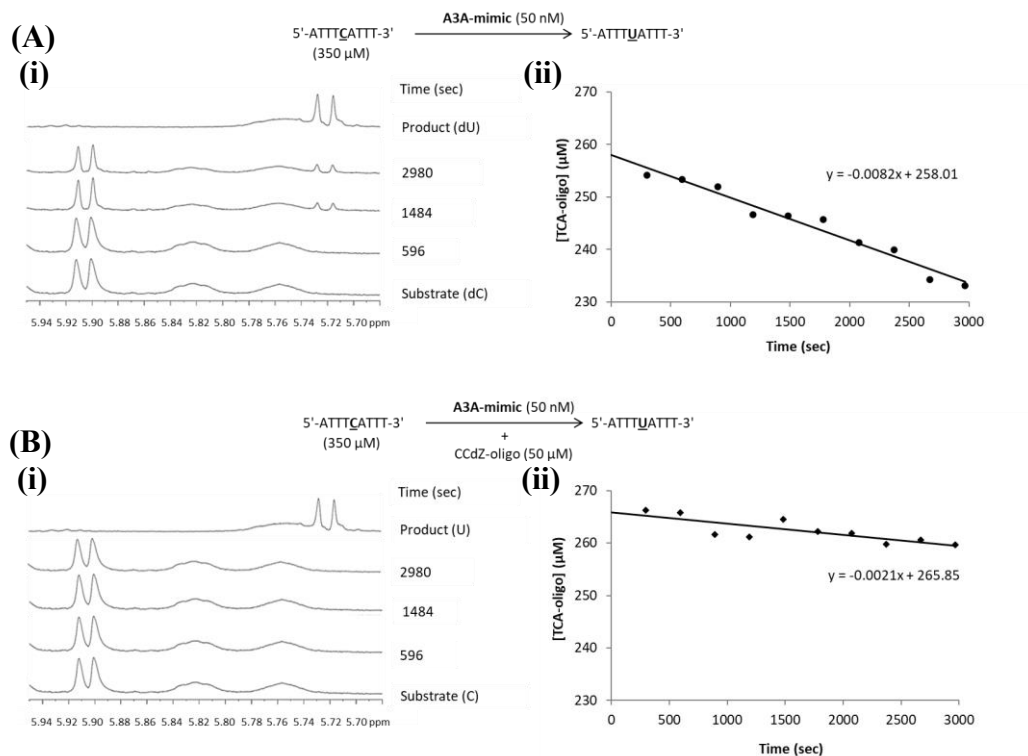 (A)
A3A-mimic (50 nM)
5'-ATTTCATTT-3'
5'-ATTTUATTT-3'
(350 μM)
(i)
Time (sec)
Product (dU)
2980
1484
596
Substrate (dC)
5.94 5.92 5.90 5.88 5.86 5.84 5.82 5.80 5.78 5.76 5.74 5.72 5.70 ppm
(ii)
270
260
250
240
230
[TCA-oligo] (μM)
y = -0.0082x + 258.01
0 500 1000 1500 2000 2500 3000
Time (sec)
(B)
A3A-mimic (50 nM)
5'-ATTTCATTT-3'
5'-ATTTUATTT-3'
(350 μM)
+
CCdZ-oligo (50 μM)
(i)
Time (sec)
Product (U)
2980
1484
596
Substrate (C)
5.94 5.92 5.90 5.88 5.86 5.84 5.82 5.80 5.78 5.76 5.74 5.72 5.70 ppm
(ii)
270
260
250
240
230
[TCA-oligo] (μM)
y = -0.0021x + 265.85
0 500 1000 1500 2000 2500 3000
Time (sec)